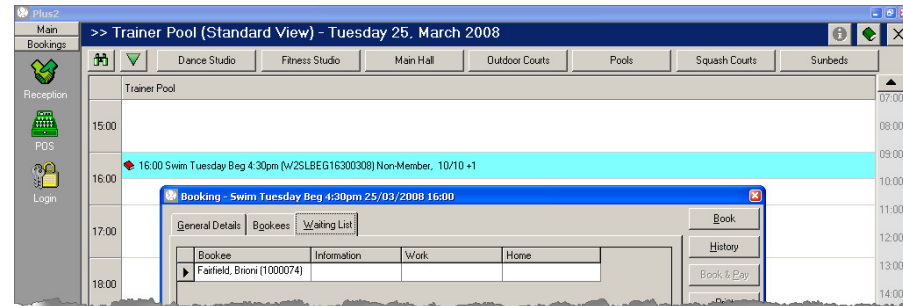 Plus2
Main
Bookings
Reception
POS
Login
>> Trainer Pool (Standard View) - Tuesday 25, March 2008
Dance Studio Fitness Studio Main Hall Outdoor Courts Pools Squash Courts Sunbeds
Trainer Pool
07:00
15:00
08:00
09:00
16:00 Swim Tuesday Beg 4:30pm (W2SLBEG16300308) Non-Member, 10/10 +1
16:00
10:00
Booking - Swim Tuesday Beg 4:30pm 25/03/2008 16:00
11:00
General Details Bookees Waiting List
Book
17:00
12:00
History
Bookee Information Work Home
13:00
Fairfield, Brioni (1000074)
Book & Pay
18:00
14:00